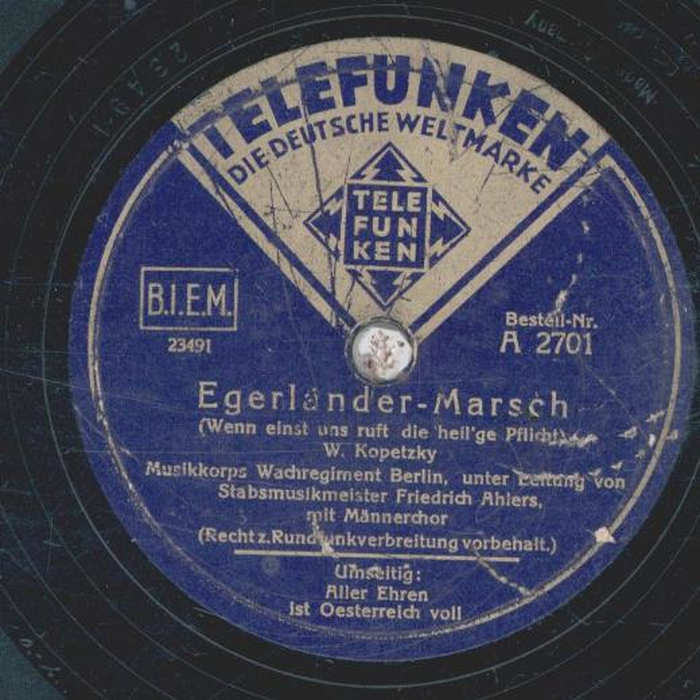 TELEFUNKEN
DIE DEUTSCHE WELTMARKE
TELE
FUN
KEN
B.I.E.M.
23491
Bestell-Nr.
A 2701
Egerländer-Marsch
(Wenn einst uns ruft die heil'ge Pflicht)
W. Kopetzky
Musikkorps Wachregiment Berlin, unter Leitung von
Stabsmusikmeister Friedrich Ahlers,
mit Männerchor
(Recht z. Rundfunkverbreitung vorbehalt.)
Umseitig:
Aller Ehren
ist Oesterreich voll
23491